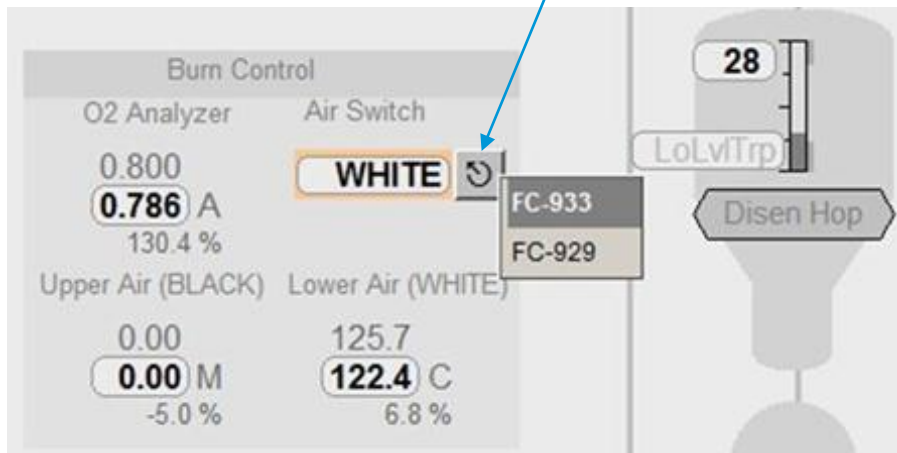 Burn Control
O2 Analyzer
Air Switch
0.800
0.786 A
130.4 %
WHITE
FC-933
FC-929
Upper Air (BLACK)
Lower Air (WHITE)
0.00
0.00 M
-5.0 %
125.7
122.4 C
6.8 %
28
LoLvlTrp
Disen Hop